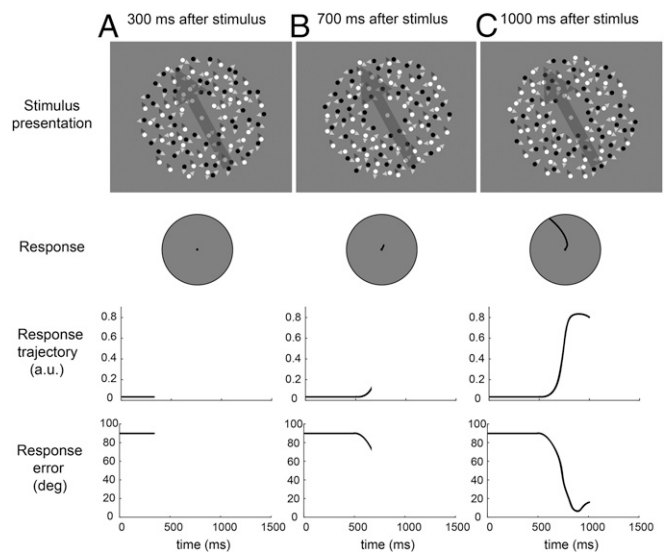 A 300 ms after stimulus
B 700 ms after stimlus
C 1000 ms after stimlus
Stimulus
presentation
Response
Response
trajectory
(a.u.)
0.8
0.6
0.4
0.2
0
0.8
0.6
0.4
0.2
0
0.8
0.6
0.4
0.2
0
Response
error
(deg)
100
80
60
40
20
0
100
80
60
40
20
0
100
80
60
40
20
0
0 500 1000 1500
0 500 1000 1500
0 500 1000 1500
time (ms)
time (ms)
time (ms)